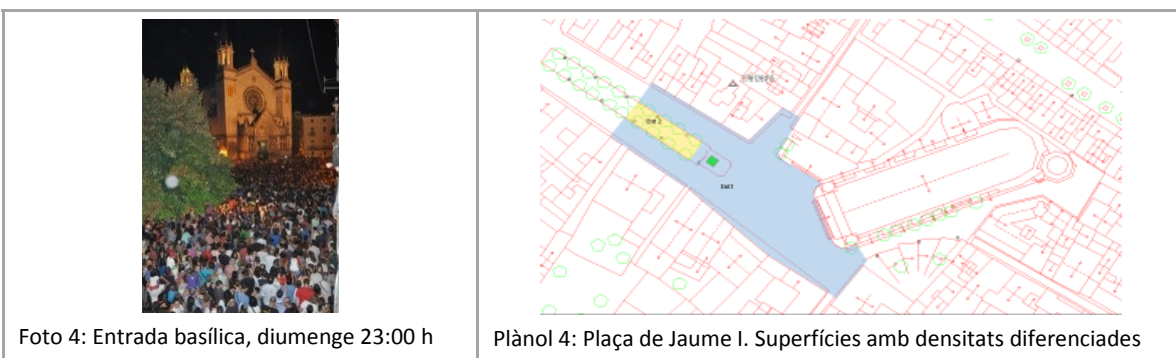 Foto 4: Entrada basílica, diumenge 23:00 h
Plànol 4: Plaça de Jaume I. Superfícies amb densitats diferenciades